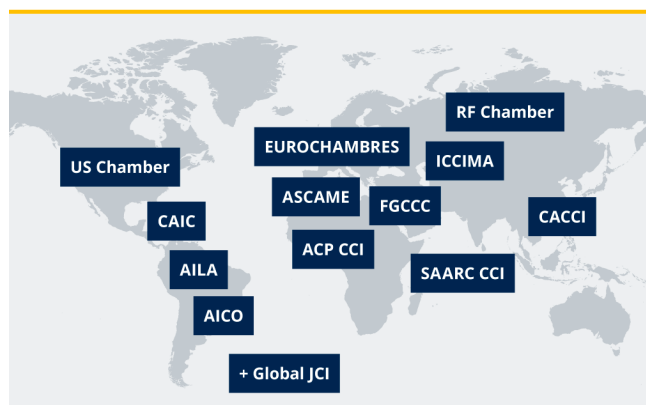 RF Chamber
EUROCHAMBRES
ICCIMA
US Chamber
ASCAME
FGCCC
CAIC
CACCI
ACP CCI
AILA
SAARC CCI
AICO
+ Global JCI